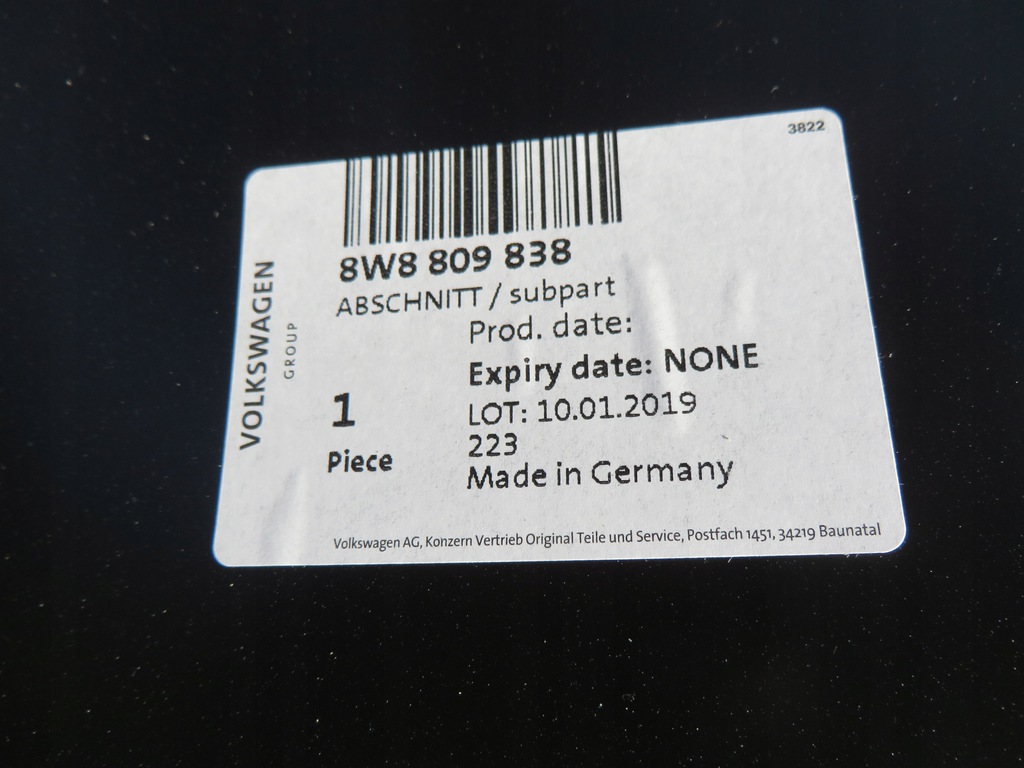 3822
8W8 809 838
ABSCHNITT / subpart
Prod. date:
Expiry date: NONE
LOT: 10.01.2019
223
Made in Germany
1
Piece
VOLKSWAGEN
GROUP
Volkswagen AG, Konzern Vertrieb Original Teile und Service, Postfach 1451, 34219 Baunatal